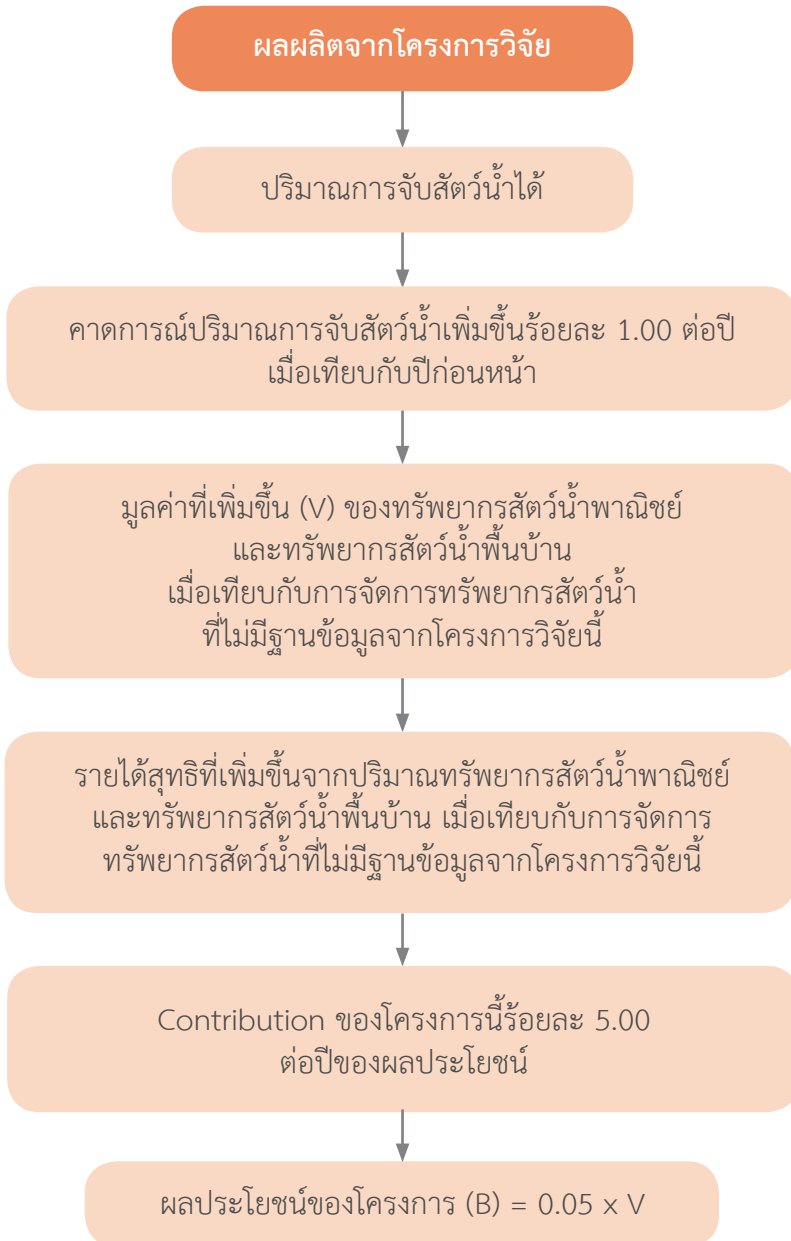 ผลผลิตจากโครงการวิจัย
ปริมาณการจับสัตว์น้ำได้
คาดการณ์ปริมาณการจับสัตว์น้ำเพิ่มขึ้นร้อยละ 1.00 ต่อปี
เมื่อเทียบกับปีก่อนหน้า
มูลค่าที่เพิ่มขึ้น (V) ของทรัพยากรสัตว์น้ำพาณิชย์
และทรัพยากรสัตว์น้ำพื้นบ้าน
เมื่อเทียบกับการจัดการทรัพยากรสัตว์น้ำ
ที่ไม่มีฐานข้อมูลจากโครงการวิจัยนี้
รายได้สุทธิที่เพิ่มขึ้นจากปริมาณทรัพยากรสัตว์น้ำพาณิชย์
และทรัพยากรสัตว์น้ำพื้นบ้าน เมื่อเทียบกับการจัดการ
ทรัพยากรสัตว์น้ำที่ไม่มีฐานข้อมูลจากโครงการวิจัยนี้
Contribution ของโครงการนี้ร้อยละ 5.00
ต่อปีของผลประโยชน์
ผลประโยชน์ของโครงการ (B) = 0.05 x V